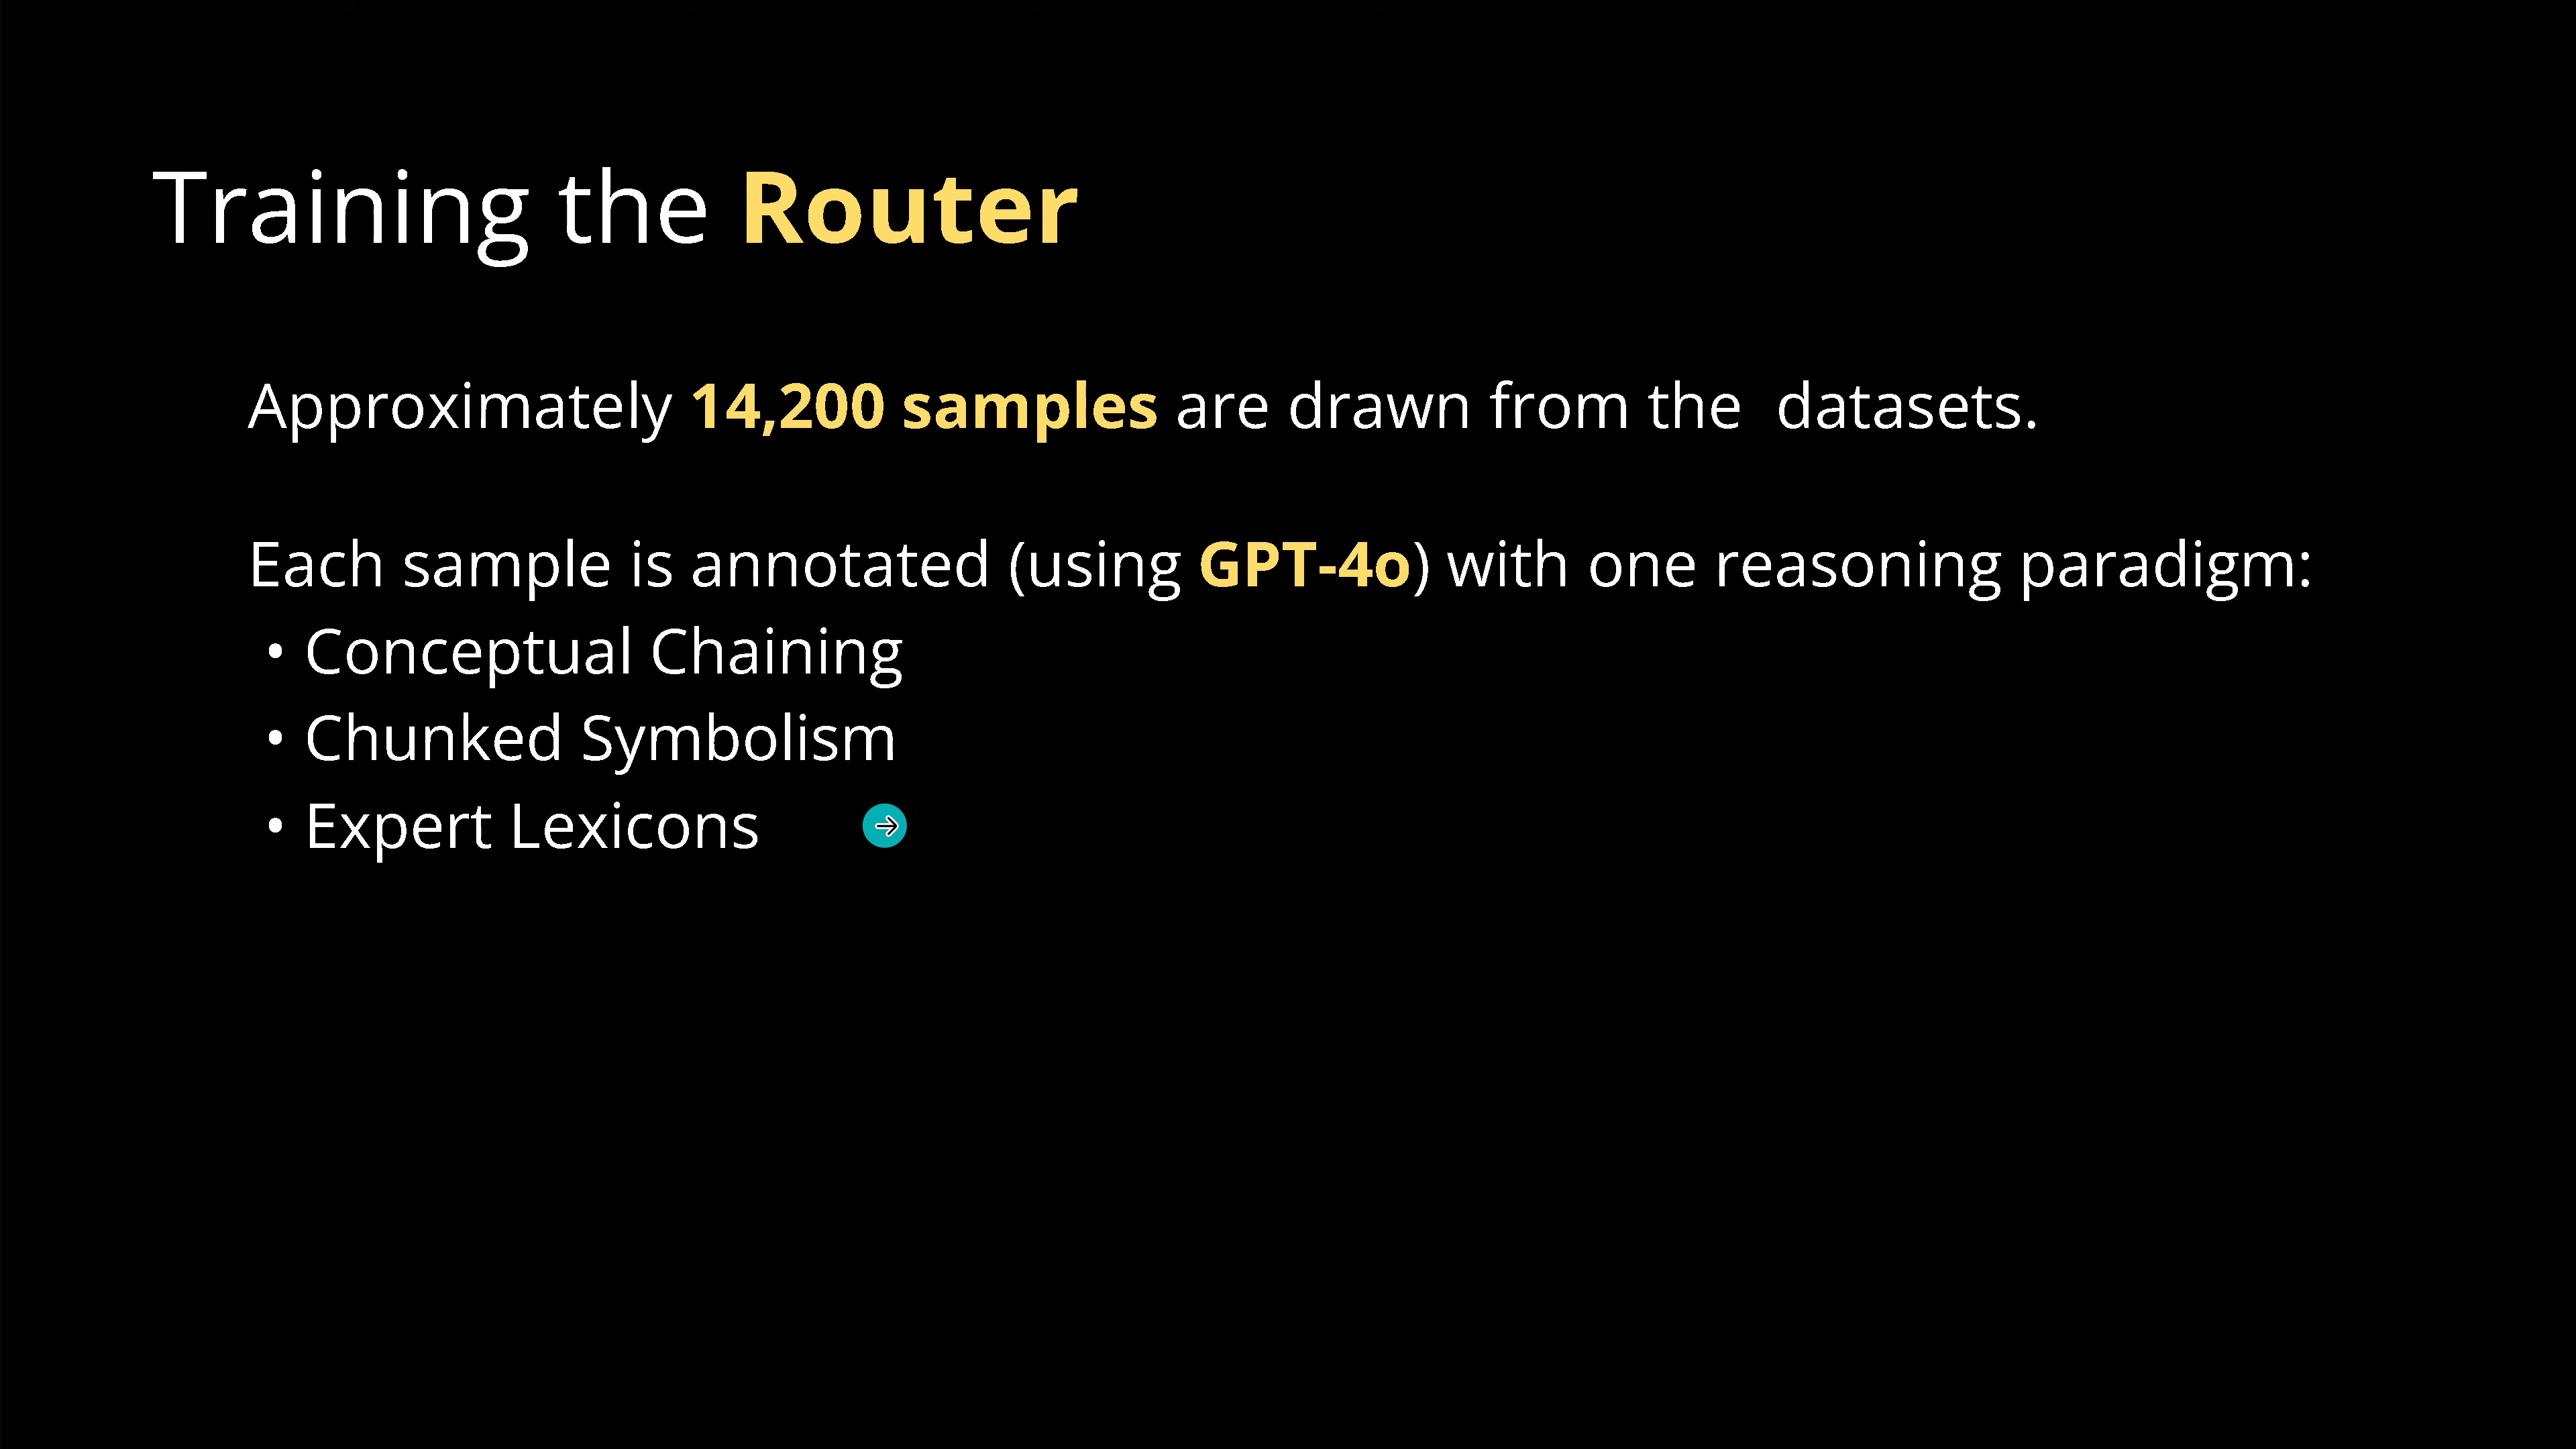 Training the Router
Approximately 14,200 samples are drawn from the datasets.
Each sample is annotated (using GPT-4o) with one reasoning paradigm:
• Conceptual Chaining
• Chunked Symbolism
• Expert Lexicons